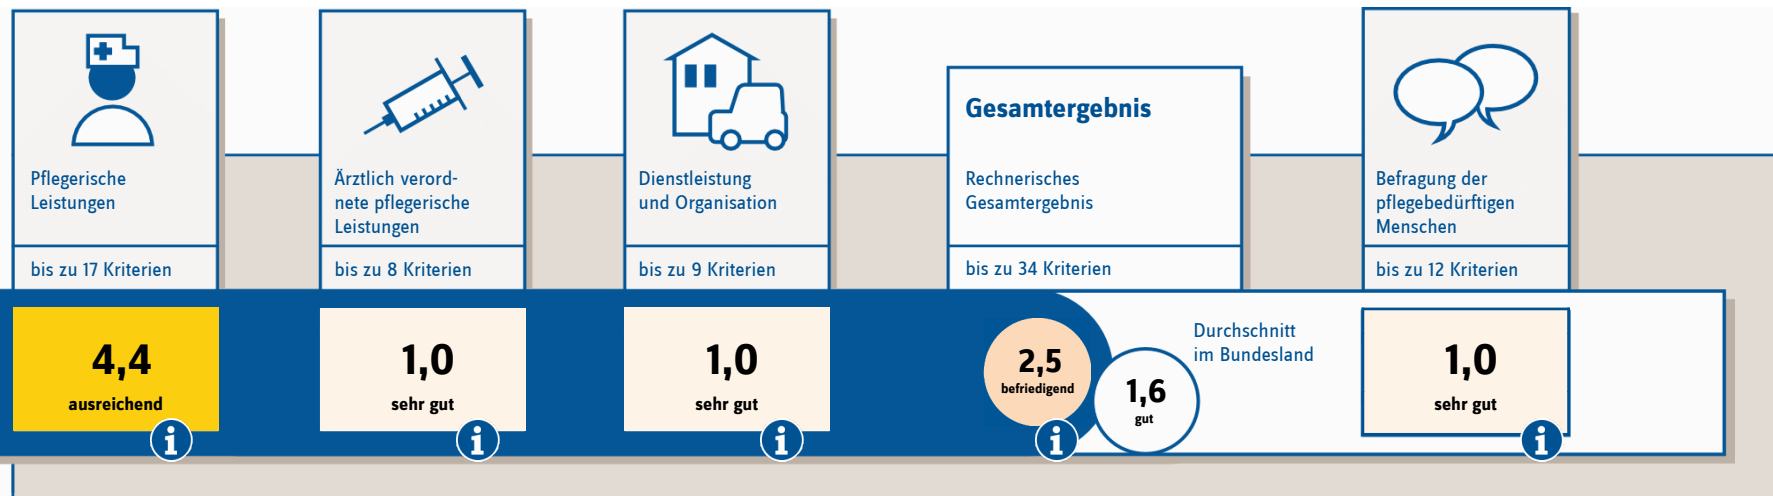 Pflegerische
Leistungen
bis zu 17 Kriterien
4,4
ausreichend
i
Ärztlich verord-
nete pflegerische
Leistungen
bis zu 8 Kriterien
1,0
sehr gut
i
Dienstleistung
und Organisation
bis zu 9 Kriterien
1,0
sehr gut
i
Gesamtergebnis
Rechnerisches
Gesamtergebnis
bis zu 34 Kriterien
2,5
befriedigend
i
1,6
gut
Durchschnitt
im Bundesland
Befragung der
pflegebedürftigen
Menschen
bis zu 12 Kriterien
1,0
sehr gut
i